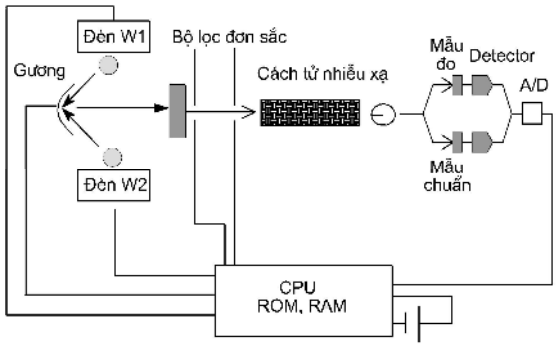 Đèn W1
Bộ lọc đơn sắc
Gương
Cách tử nhiễu xạ
Mẫu
đo
Detector
A/D
Mẫu
chuẩn
Đèn W2
CPU
ROM, RAM